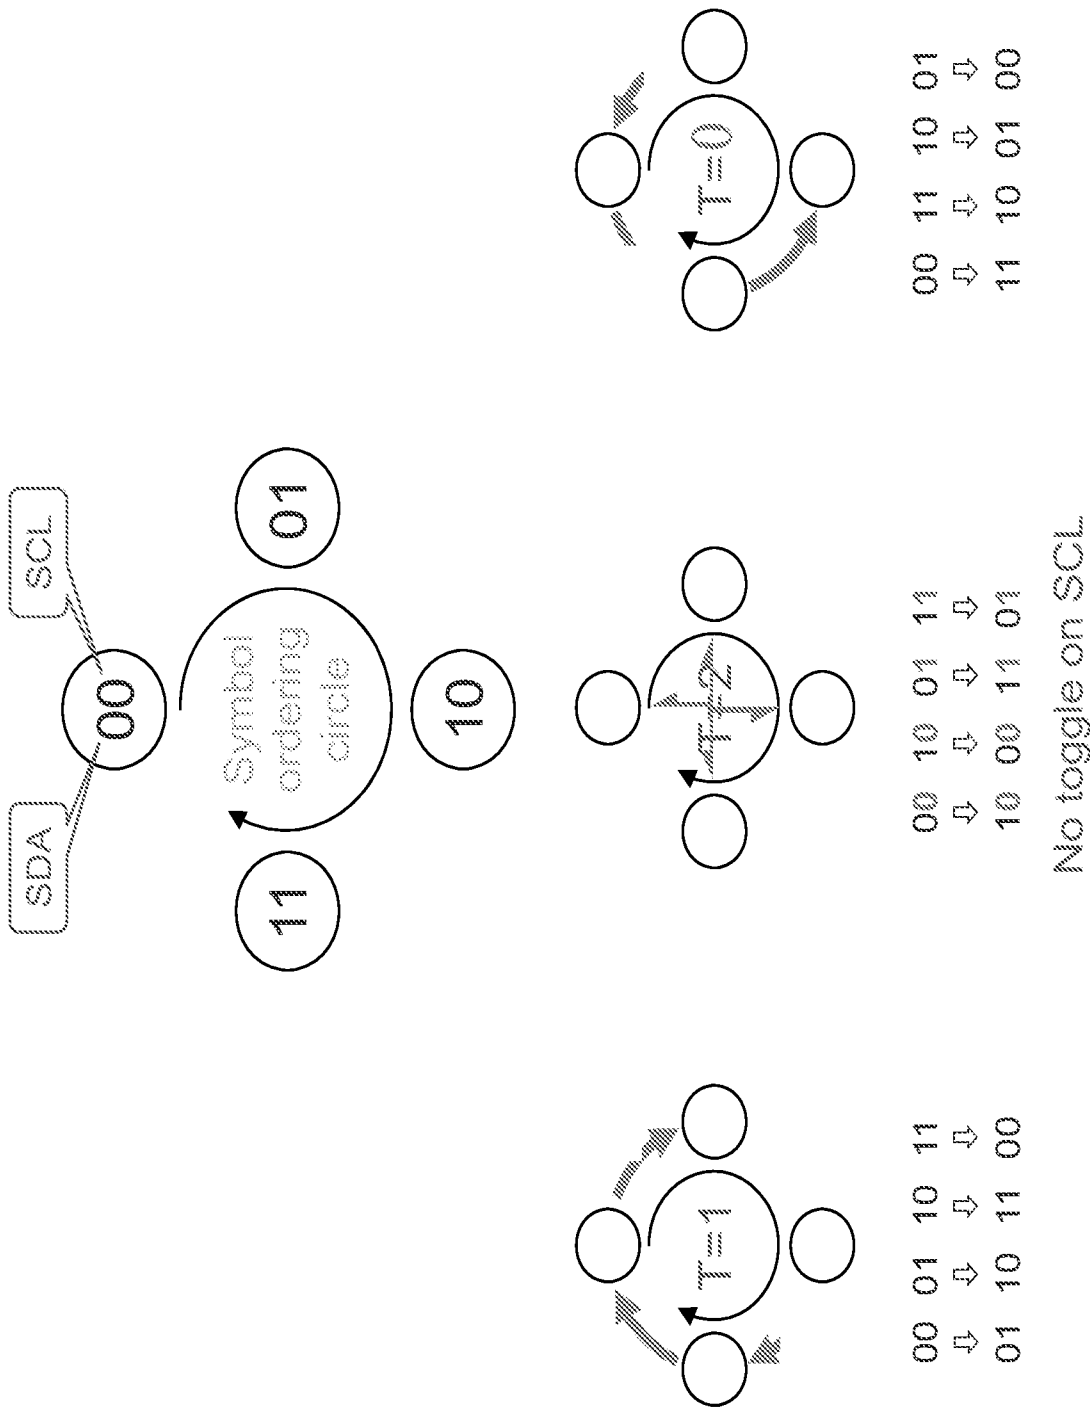 SDA SCL
00
Symbol
11 ordering 01
circle
10
T=1 T=2 T=0
00 01 10 11 00 10 01 11 00 11 10 01
⇩ ⇩ ⇩ ⇩ ⇩ ⇩ ⇩ ⇩ ⇩ ⇩ ⇩ ⇩
01 10 11 00 10 00 11 01 11 10 01 00
No toggle on SCL